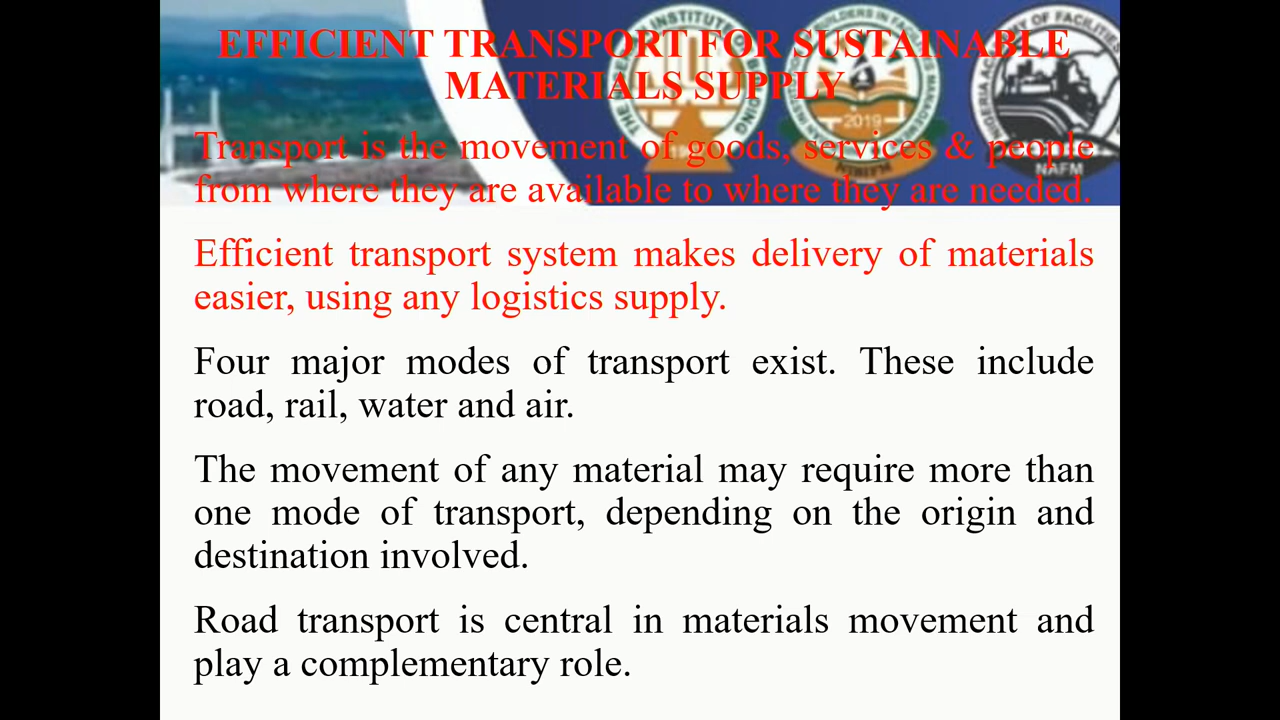 EFFICIENT TRANSPORT FOR SUSTAINABLE
MATERIALS SUPPLY
Transport is the movement of goods, services & people
from where they are available to where they are needed.
Efficient transport system makes delivery of materials
easier, using any logistics supply.
Four major modes of transport exist. These include
road, rail, water and air.
The movement of any material may require more than
one mode of transport, depending on the origin and
destination involved.
Road transport is central in materials movement and
play a complementary role.
2019
NAFM